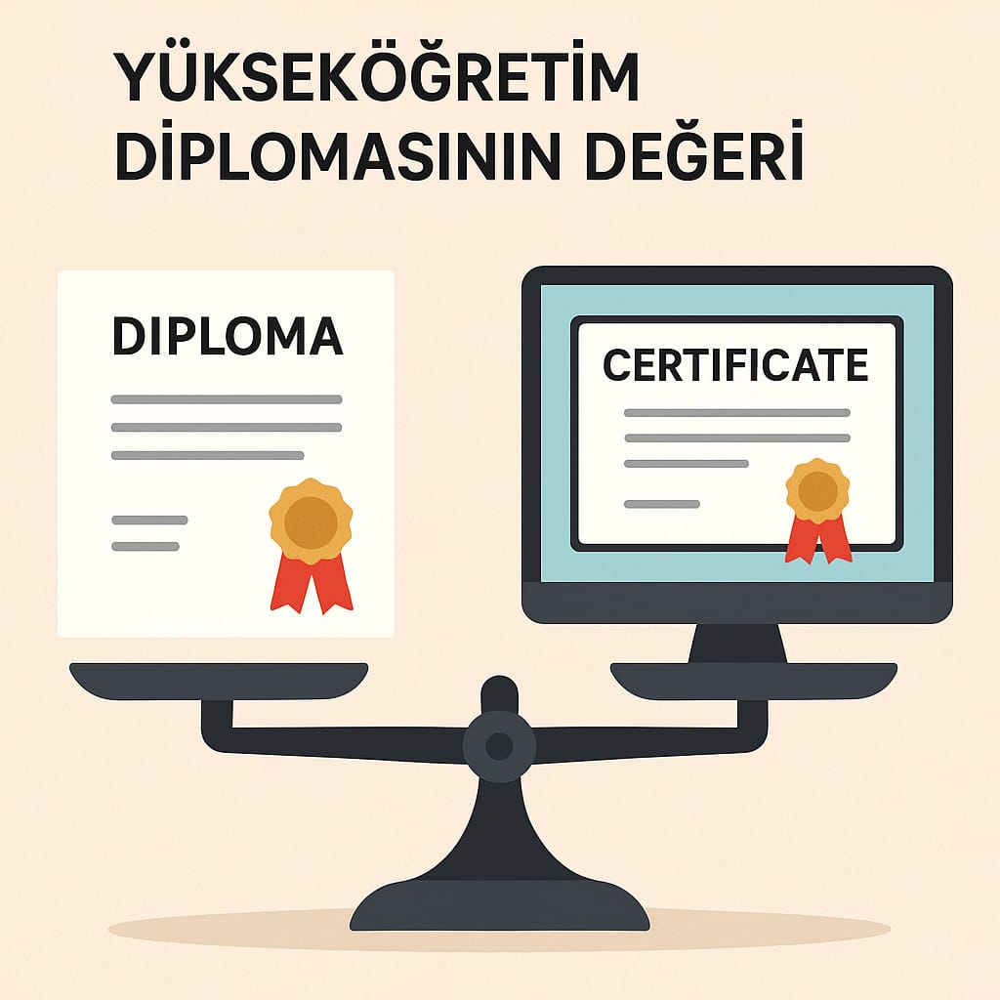 YÜKSEKÖĞRETİM
DİPLOMASININ DEĞERİ
DIPLOMA
CERTIFICATE